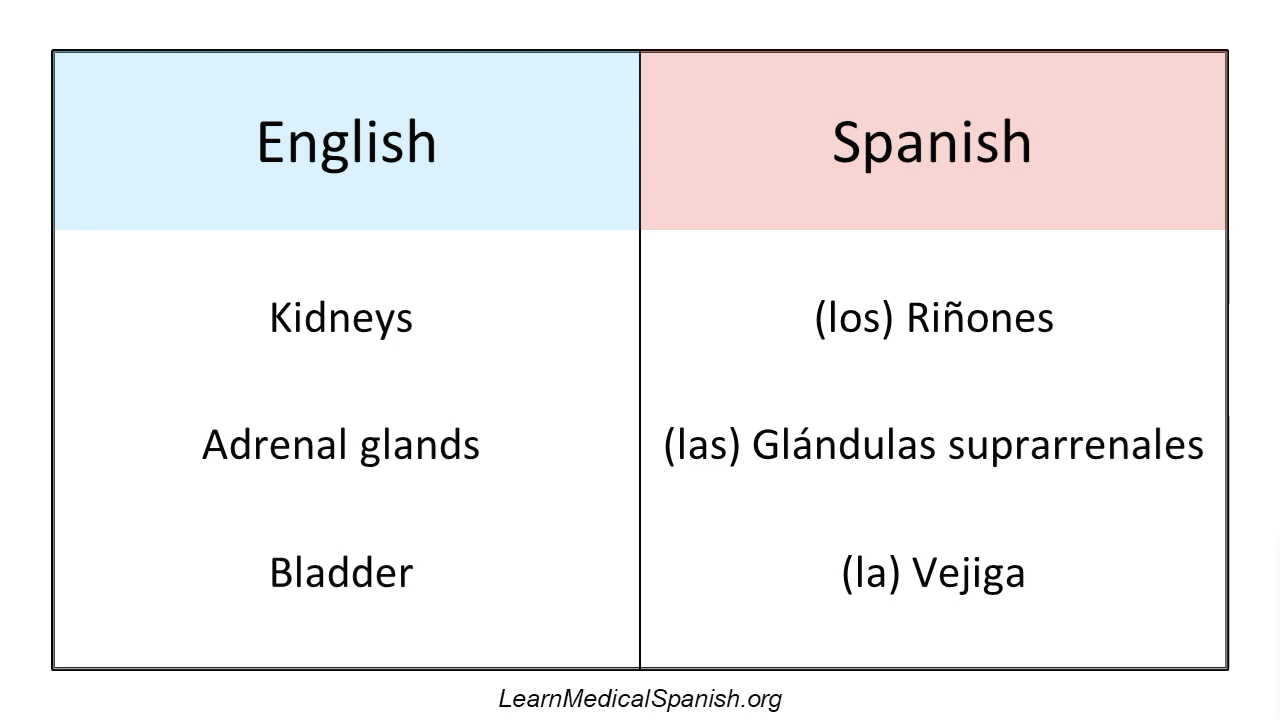 English Spanish
Kidneys (los) Riñones
Adrenal glands (las) Glándulas suprarrenales
Bladder (la) Vejiga
LearnMedicalSpanish.org